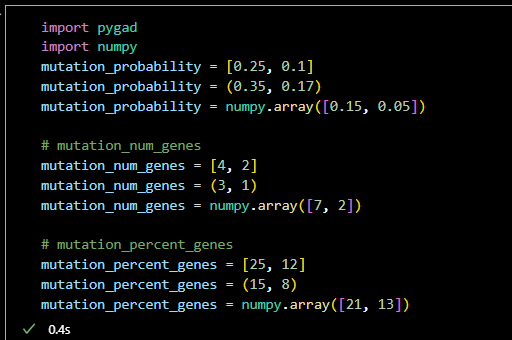 import pygad
import numpy
mutation_probability = [0.25, 0.1]
mutation_probability = (0.35, 0.17)
mutation_probability = numpy.array([0.15, 0.05])
# mutation_num_genes
mutation_num_genes = [4, 2]
mutation_num_genes = (3, 1)
mutation_num_genes = numpy.array([7, 2])
# mutation_percent_genes
mutation_percent_genes = [25, 12]
mutation_percent_genes = (15, 8)
mutation_percent_genes = numpy.array([21, 13])
✓ 0.4s